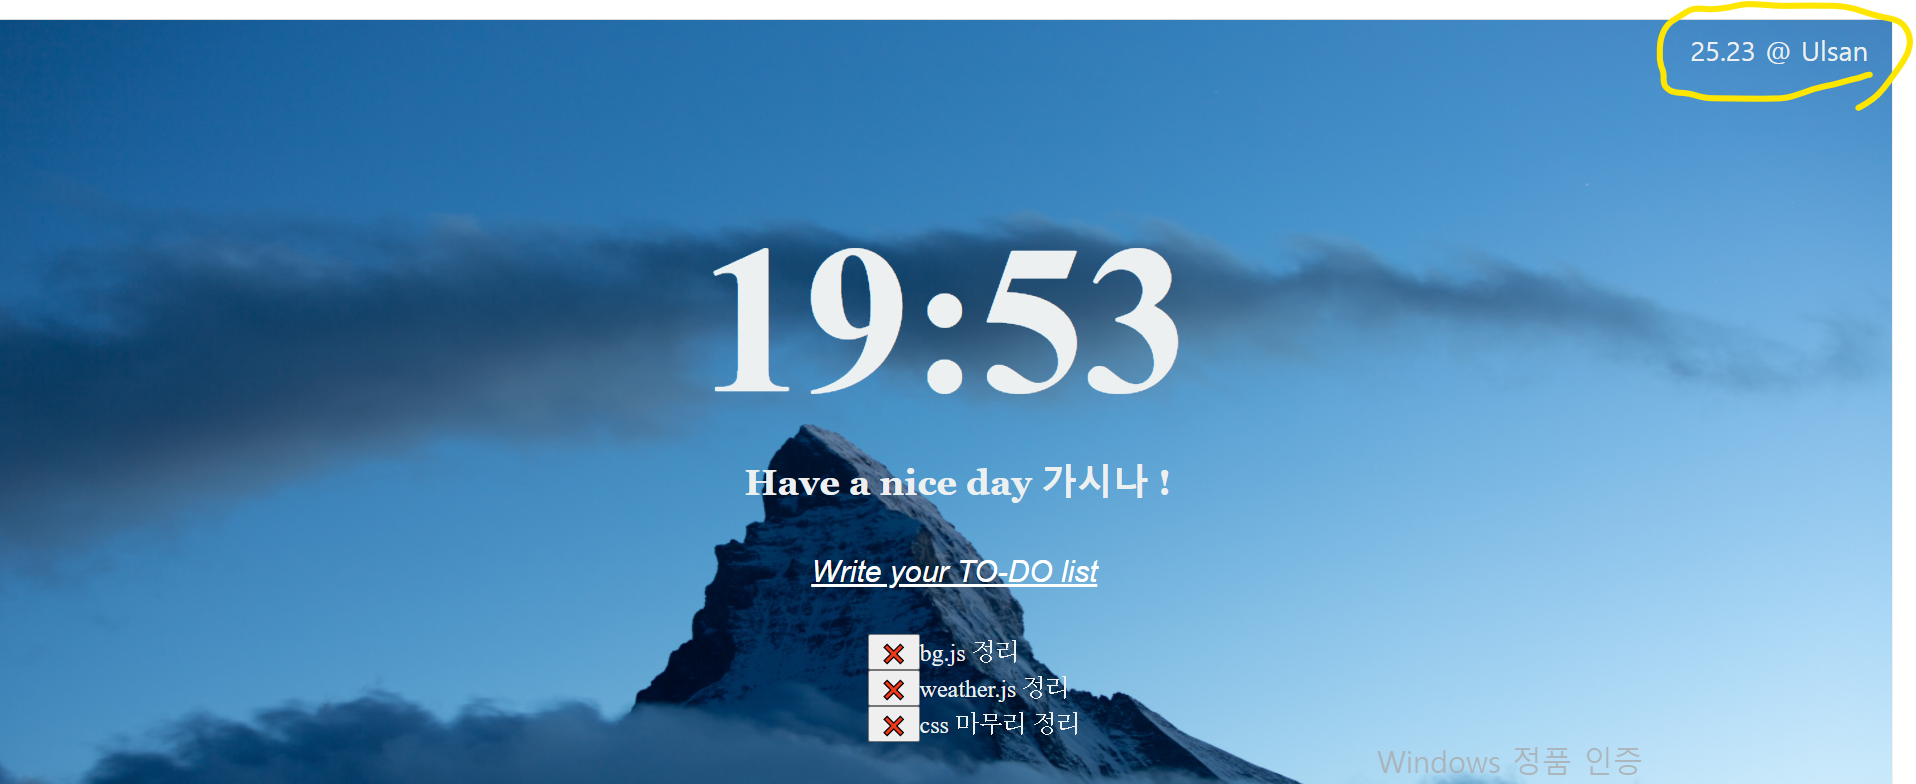 25.23 @ Ulsan
19:53
Have a nice day 가시나 !
Write your TO-DO list
bg.js 정리
weather.js 정리
css 마무리 정리
Windows 정품 인증